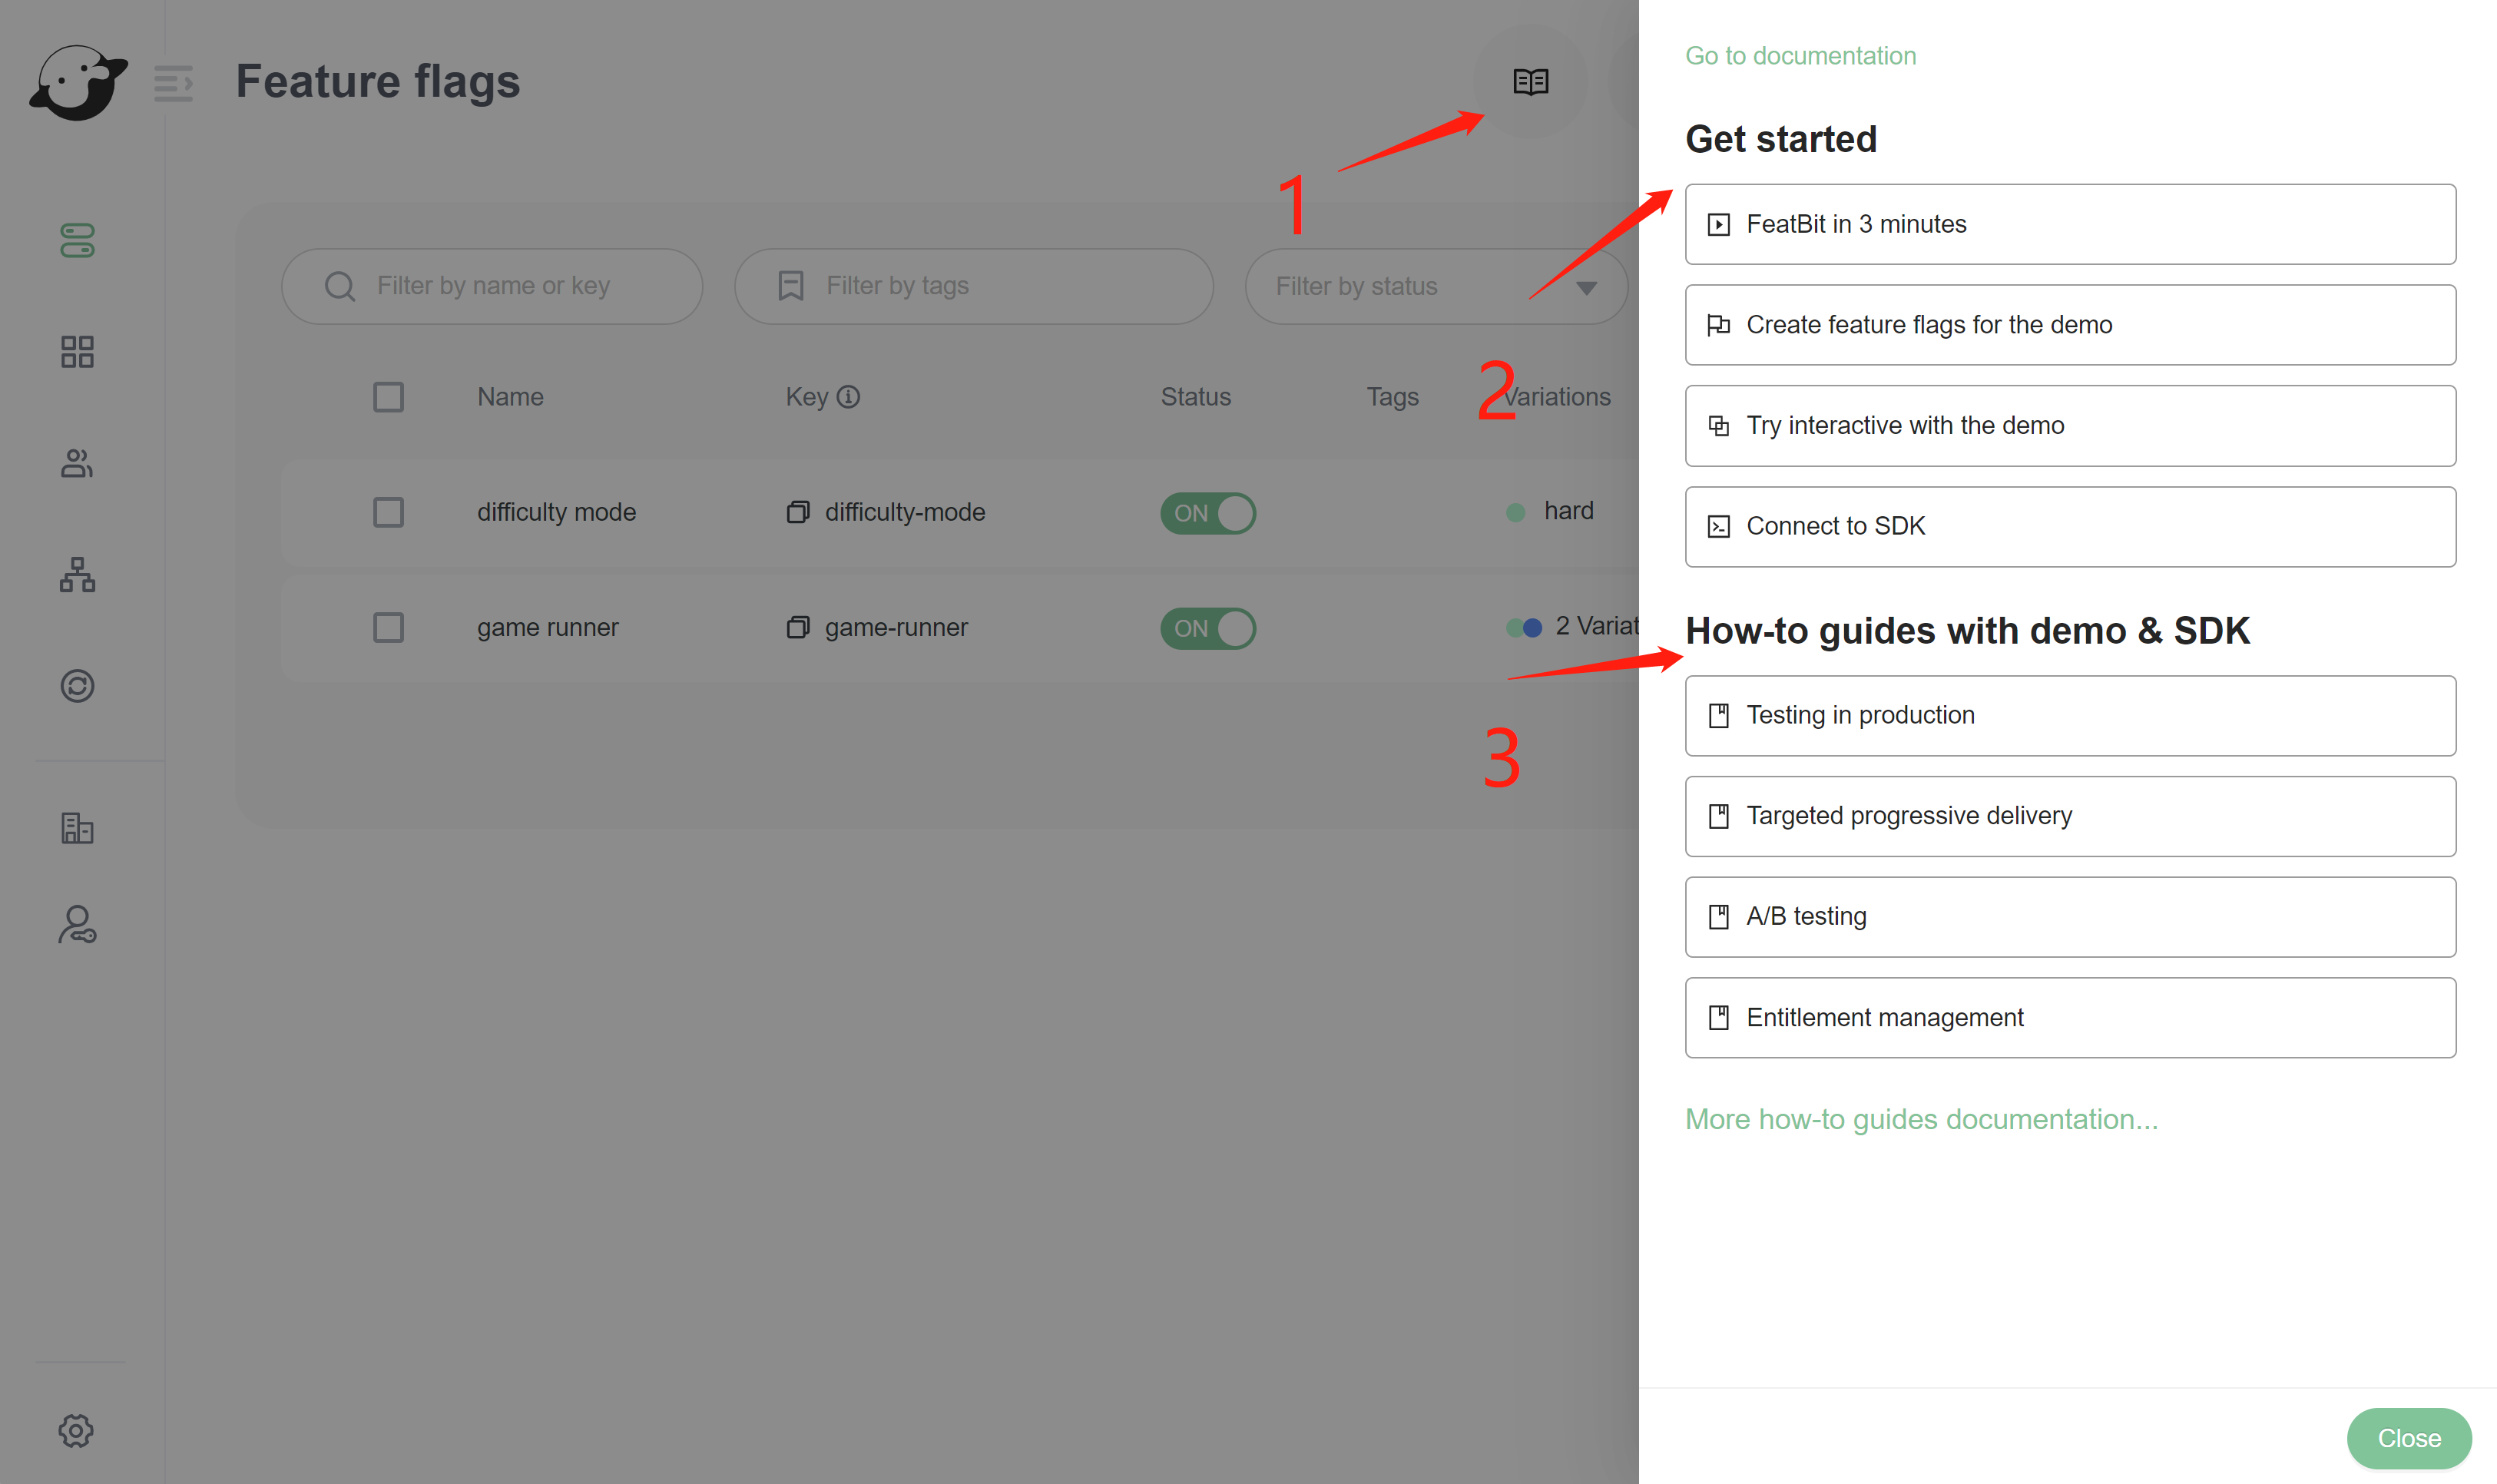 Feature flags
1
Filter by name or key
Filter by tags
Filter by status
Name
Key
Status
Tags
Variations
2
difficulty mode
difficulty-mode
ON
hard
game runner
game-runner
ON
2 Variat
3
Go to documentation
Get started
FeatBit in 3 minutes
Create feature flags for the demo
Try interactive with the demo
Connect to SDK
How-to guides with demo & SDK
Testing in production
Targeted progressive delivery
A/B testing
Entitlement management
More how-to guides documentation...
Close